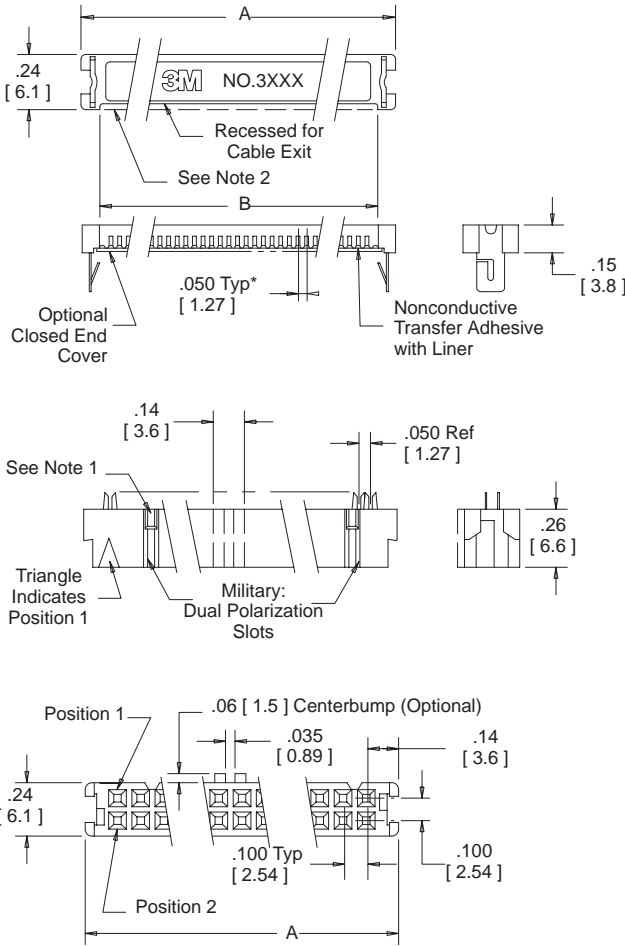 A
.24
[ 6.1 ]
3M NO.3XXX
Recessed for
Cable Exit
See Note 2
B
.050 Typ*
[ 1.27 ]
.15
[ 3.8 ]
Optional
Closed End
Cover
Nonconductive
Transfer Adhesive
with Liner
.14
[ 3.6 ]
.050 Ref
[ 1.27 ]
See Note 1
.26
[ 6.6 ]
Triangle
Indicates
Position 1
Military:
Dual Polarization
Slots
Position 1
.06 [ 1.5 ] Centerbump (Optional)
.035
[ 0.89 ]
.14
[ 3.6 ]
.24
[ 6.1 ]
.100 Typ
[ 2.54 ]
.100
[ 2.54 ]
Position 2
A